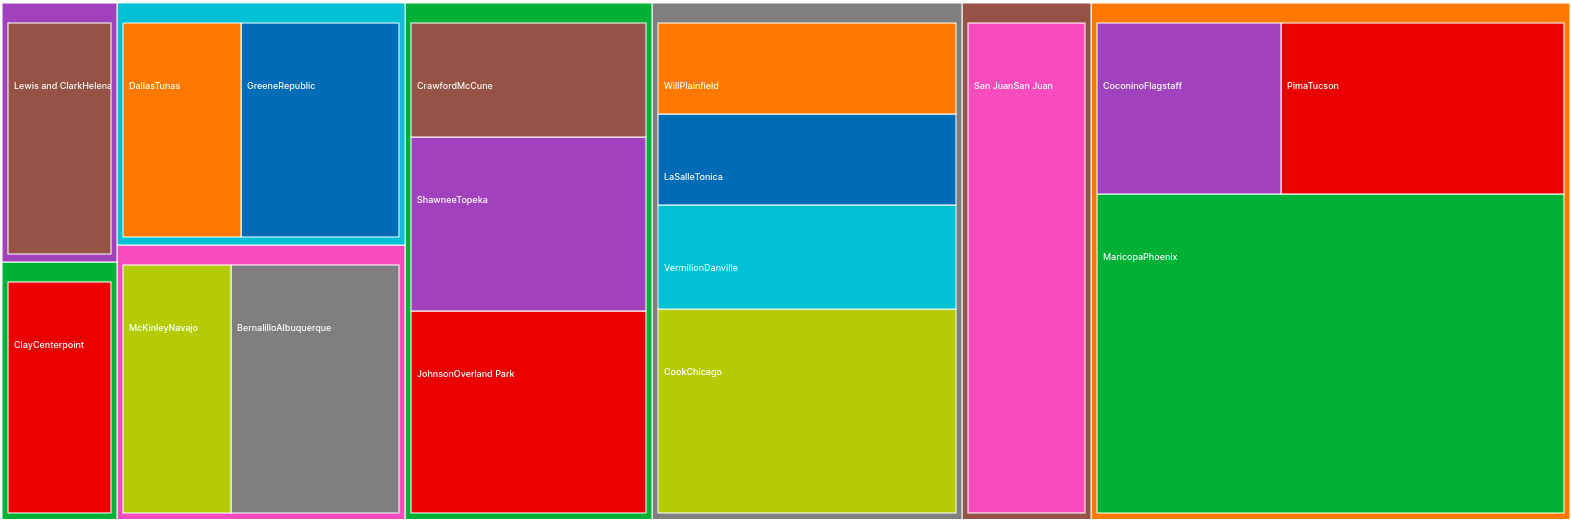 Lewis and ClarkHelena
ClayCenterpoint
DallasTunas
GreeneRepublic
McKinleyNavajo
BernalilloAlbuquerque
CrawfordMcCune
ShawneeTopeka
JohnsonOverland Park
WillPlainfield
LaSalleTonica
VermilionDanville
CookChicago
San JuanSan Juan
CoconinoFlagstaff
PimaTucson
MaricopaPhoenix